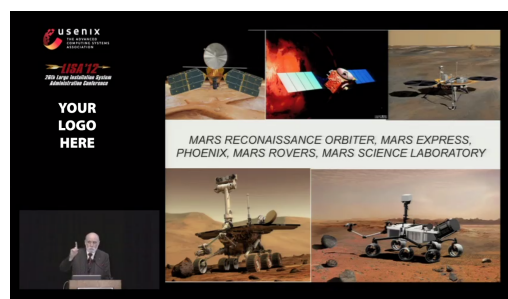 usenix
THE ADVANCED
COMPUTING SYSTEMS
ASSOCIATION
LISA'12
26th Large Installation System
Administration Conference
YOUR
LOGO
HERE
MARS RECONAISSANCE ORBITER, MARS EXPRESS,
PHOENIX, MARS ROVERS, MARS SCIENCE LABORATORY